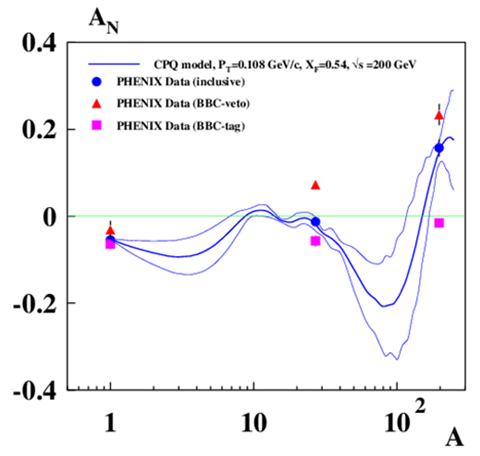 A_N
0.4
CPQ model, P_T=0.108 GeV/c, X_F=0.54, √s =200 GeV
PHENIX Data (inclusive)
PHENIX Data (BBC-veto)
PHENIX Data (BBC-tag)
0.2
0
-0.2
-0.4
1 10 10^2 A